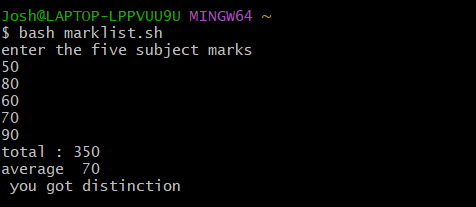 Josh@LAPTOP-LPPVUU9U MINGW64 ~
$ bash marklist.sh
enter the five subject marks
50
80
60
70
90
total : 350
average  70
 you got distinction